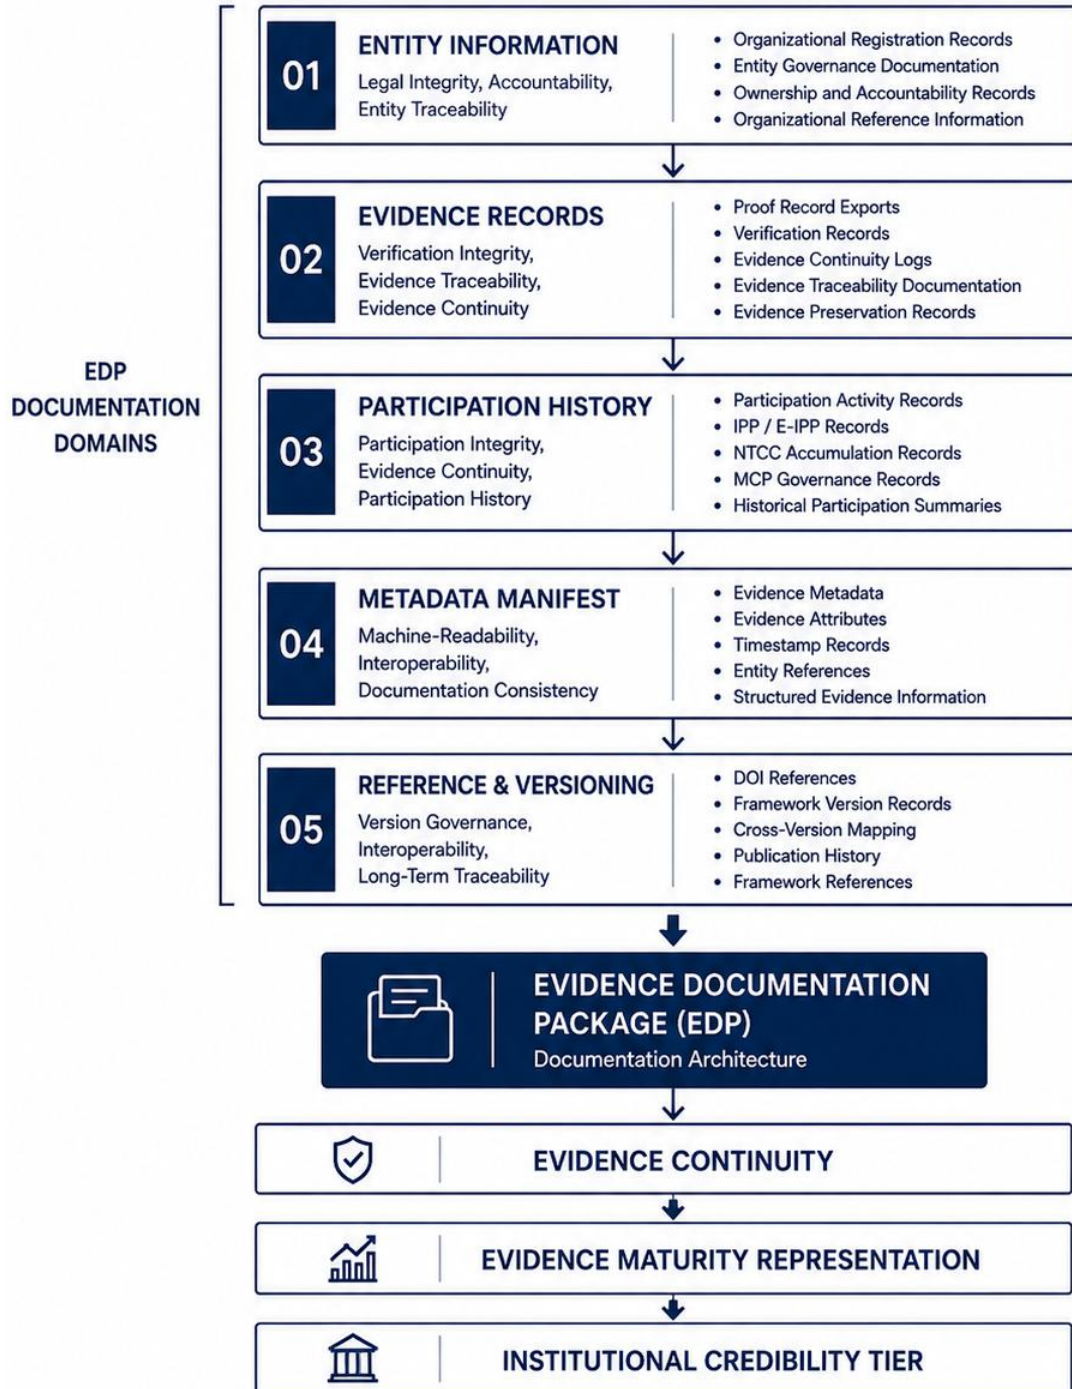 01
ENTITY INFORMATION
Legal Integrity, Accountability,
Entity Traceability
• Organizational Registration Records
• Entity Governance Documentation
• Ownership and Accountability Records
• Organizational Reference Information
02
EVIDENCE RECORDS
Verification Integrity,
Evidence Traceability,
Evidence Continuity
• Proof Record Exports
• Verification Records
• Evidence Continuity Logs
• Evidence Traceability Documentation
• Evidence Preservation Records
EDP
DOCUMENTATION
DOMAINS
03
PARTICIPATION HISTORY
Participation Integrity,
Evidence Continuity,
Participation History
• Participation Activity Records
• IPP / E-IPP Records
• NTCC Accumulation Records
• MCP Governance Records
• Historical Participation Summaries
04
METADATA MANIFEST
Machine-Readability,
Interoperability,
Documentation Consistency
• Evidence Metadata
• Evidence Attributes
• Timestamp Records
• Entity References
• Structured Evidence Information
05
REFERENCE & VERSIONING
Version Governance,
Interoperability,
Long-Term Traceability
• DOI References
• Framework Version Records
• Cross-Version Mapping
• Publication History
• Framework References
EVIDENCE DOCUMENTATION
PACKAGE (EDP)
Documentation Architecture
EVIDENCE CONTINUITY
EVIDENCE MATURITY REPRESENTATION
INSTITUTIONAL CREDIBILITY TIER